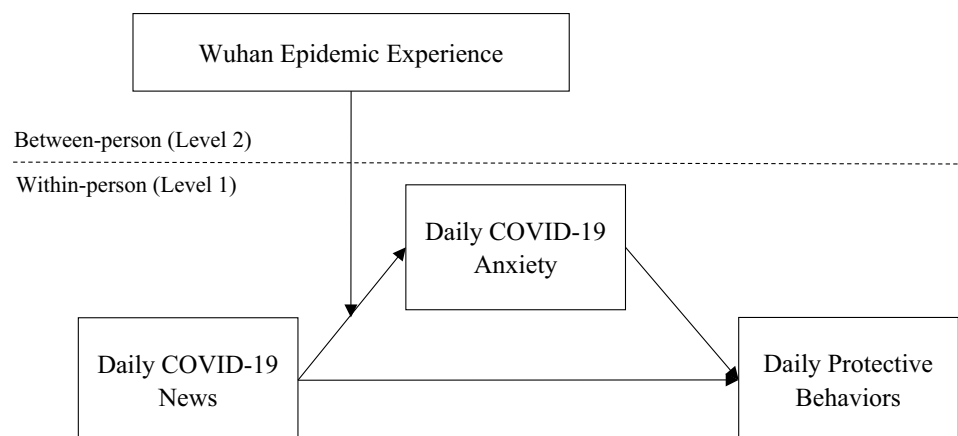 Wuhan Epidemic Experience
Between-person (Level 2)
Within-person (Level 1)
Daily COVID-19
Anxiety
Daily COVID-19
News
Daily Protective
Behaviors